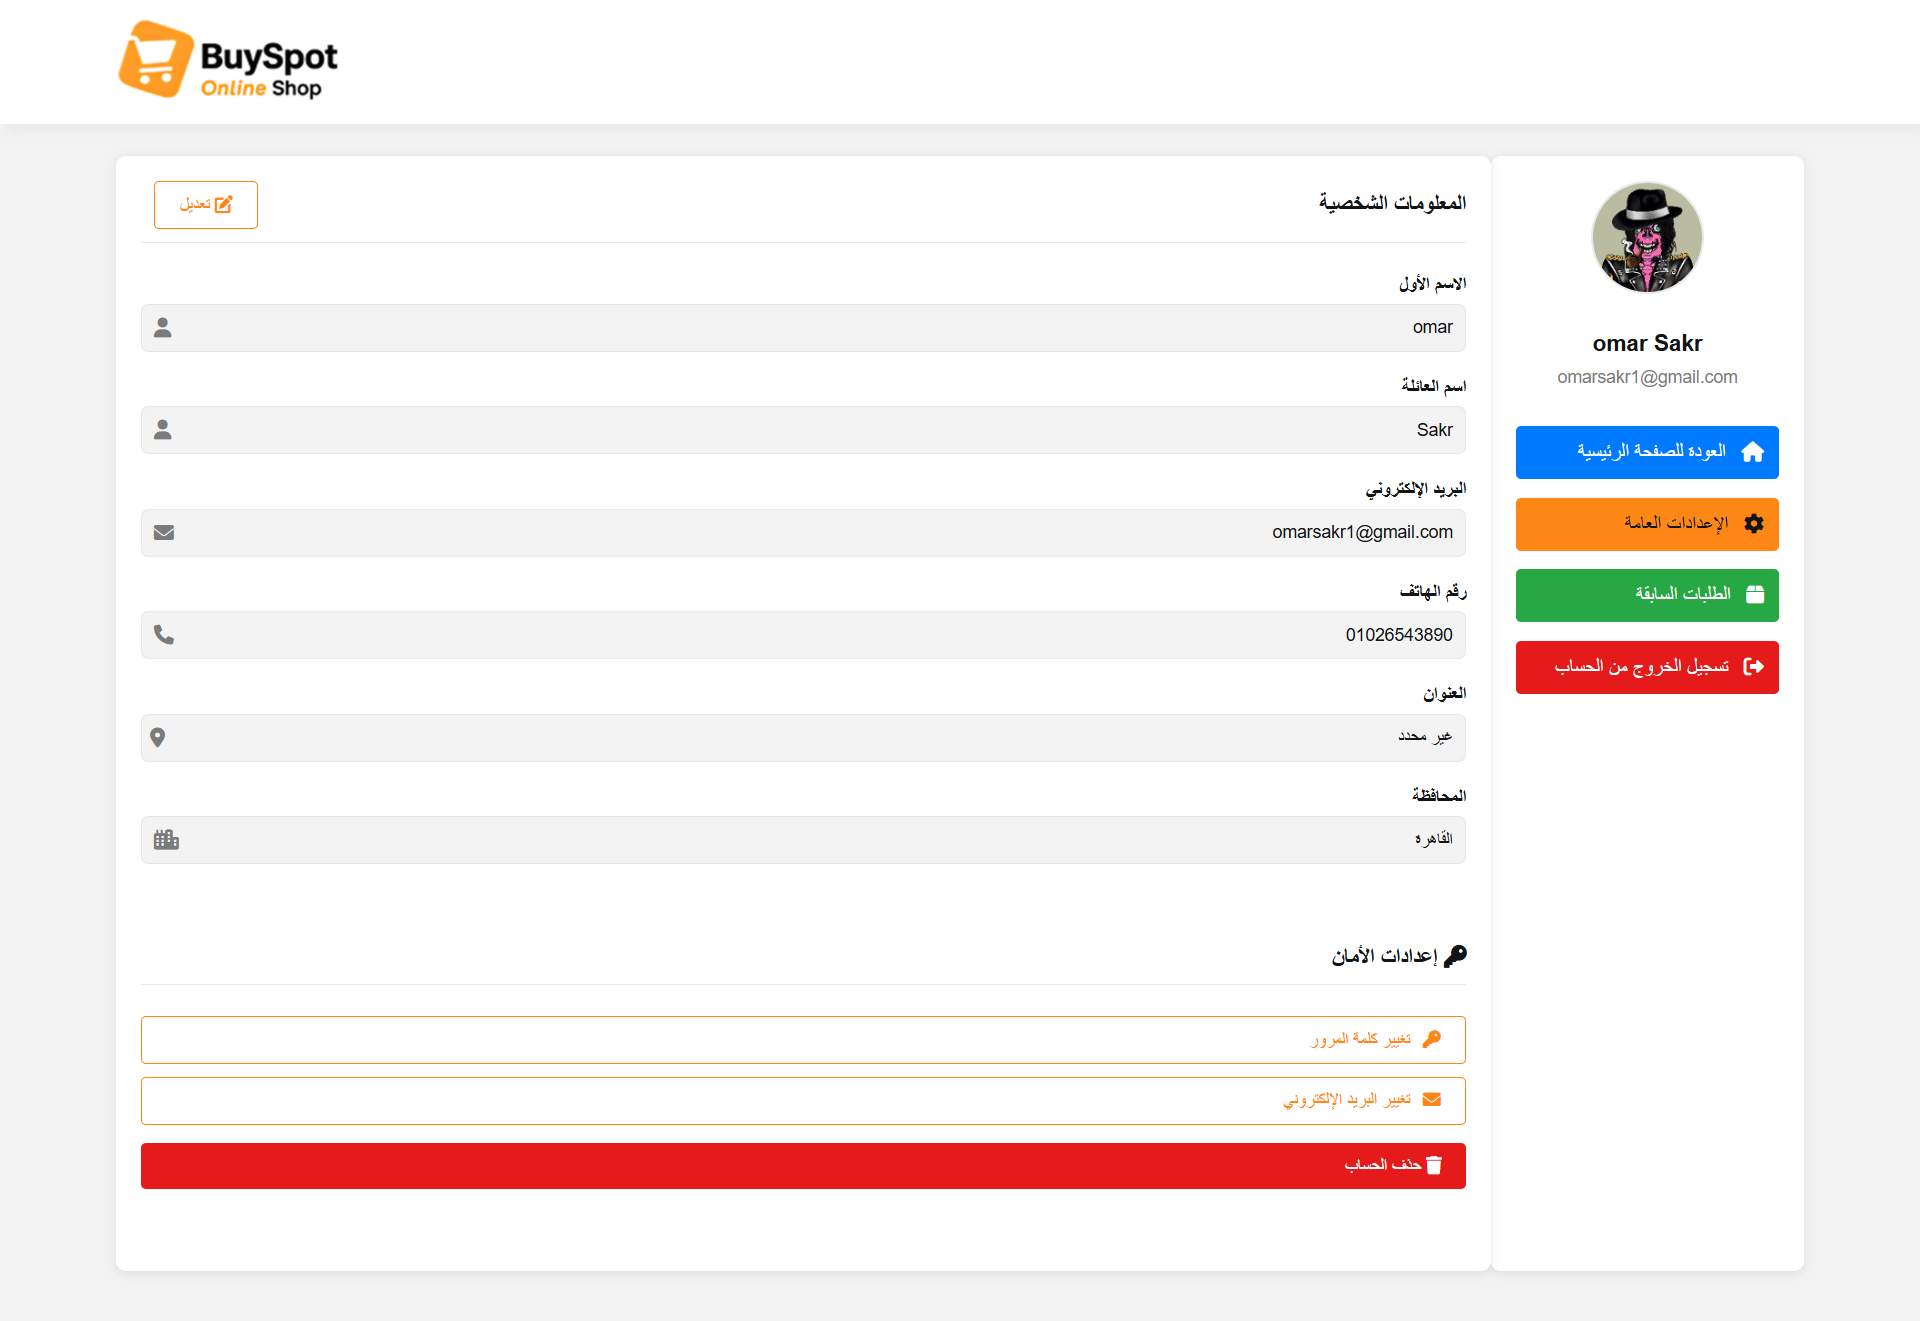 BuySpot
Online Shop
omar Sakr
omarsakr1@gmail.com
العودة للصفحة الرئيسية
الإعدادات العامة
الطلبات السابقة
تسجيل الخروج من الحساب
المعلومات الشخصية
تعديل
الاسم الأول
omar
اسم العائلة
Sakr
البريد الإلكتروني
omarsakr1@gmail.com
رقم الهاتف
01026543890
العنوان
غير محدد
المحافظة
القاهرة
إعدادات الأمان
تغيير كلمة المرور
تغيير البريد الإلكتروني
حذف الحساب